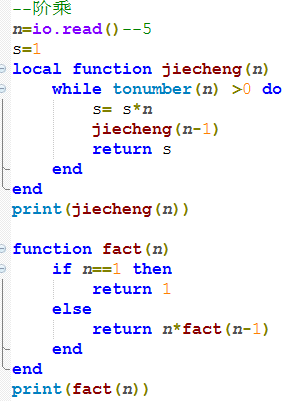 --阶乘
n=io.read()--5
s=1
local function jiecheng(n)
    while tonumber(n) >0 do
        s= s*n
        jiecheng(n-1)
        return s
    end
end
print(jiecheng(n))

function fact(n)
    if n==1 then
        return 1
    else
        return n*fact(n-1)
    end
end
print(fact(n))